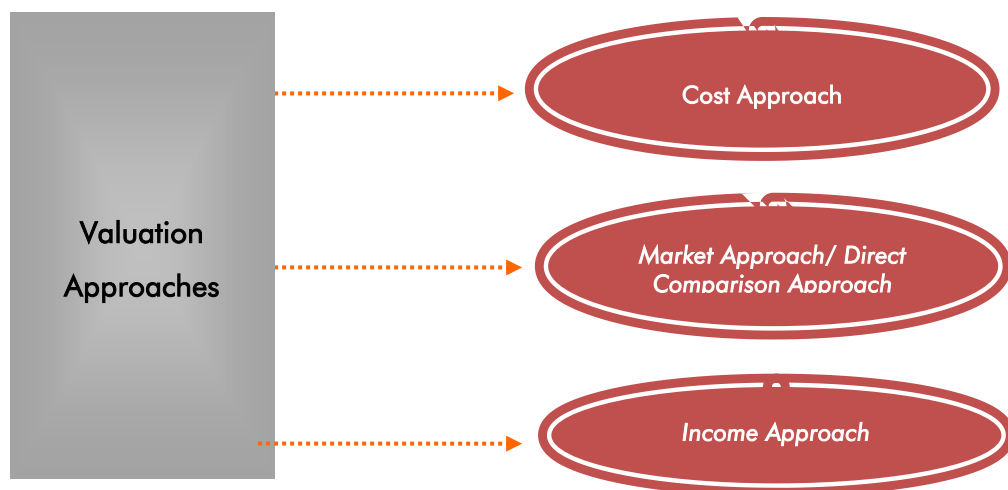 Valuation
Approaches
Cost Approach
Market Approach/ Direct
Comparison Approach
Income Approach